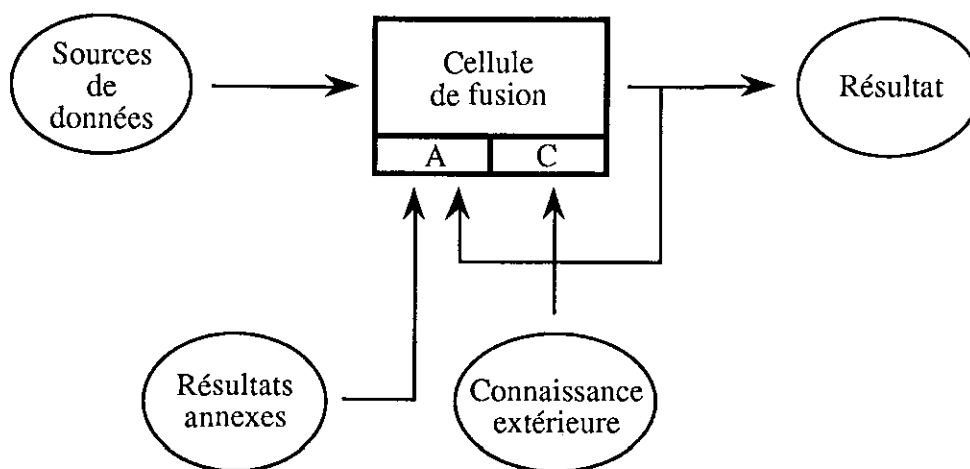 Sources
de
données
Cellule
de fusion
Résultat
A
C
Résultats
annexes
Connaissance
extérieure